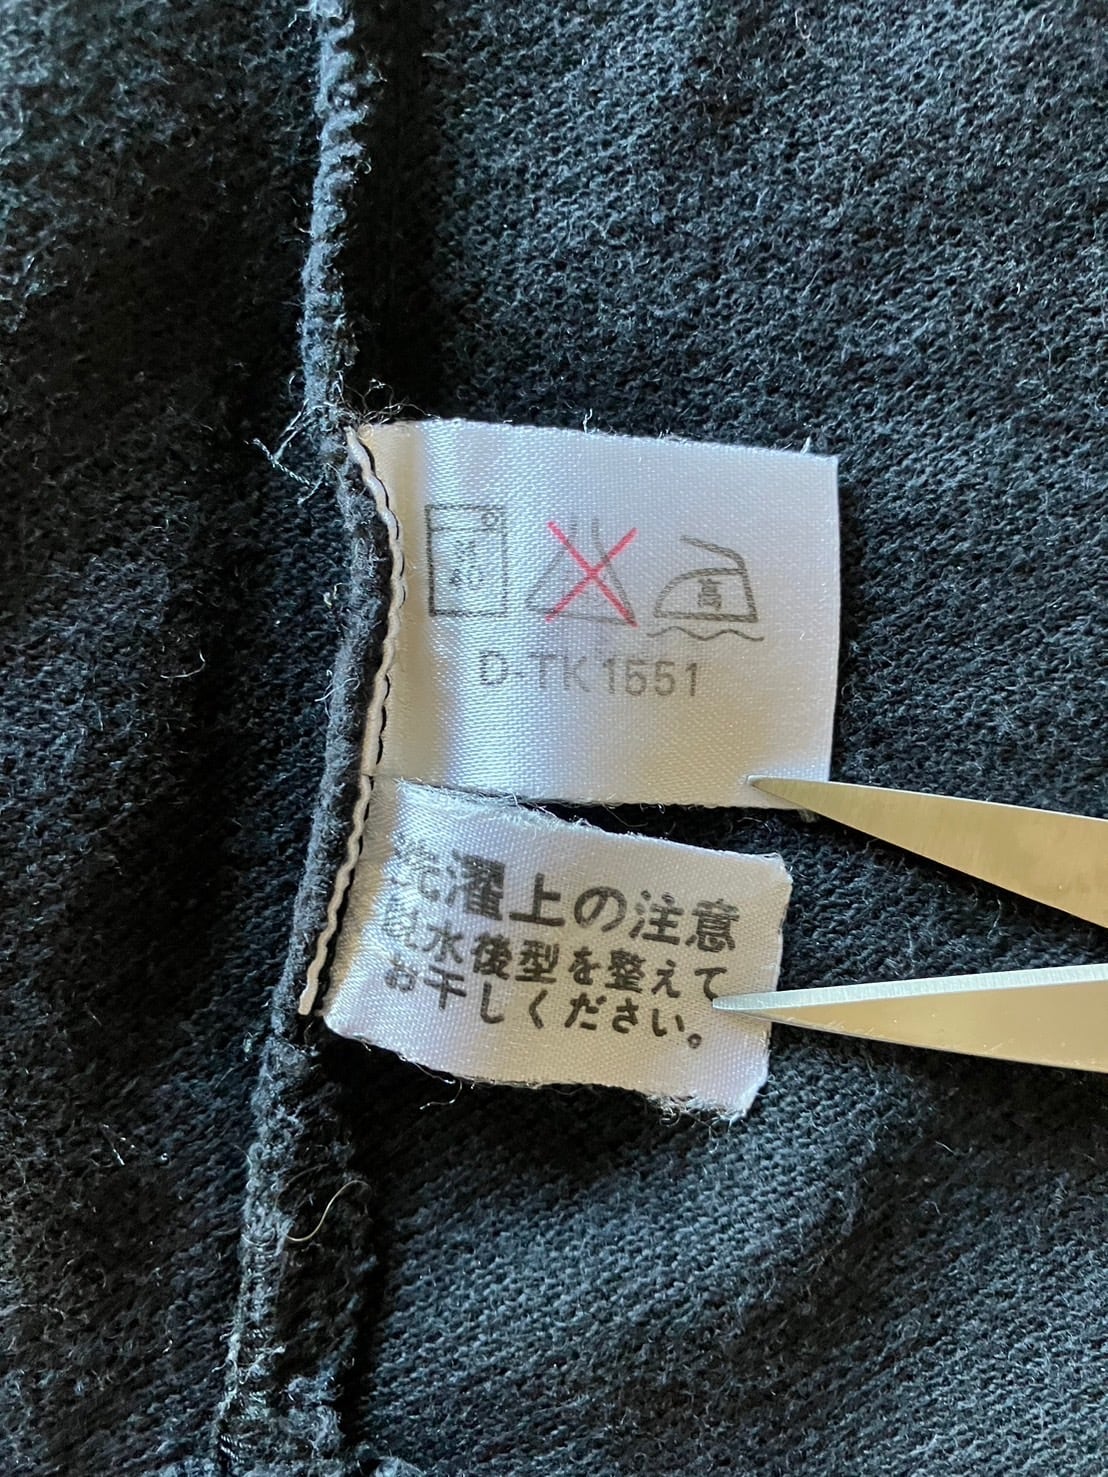 40
D-TK1551
洗濯上の注意
脱水後型を整えて
お干しください。